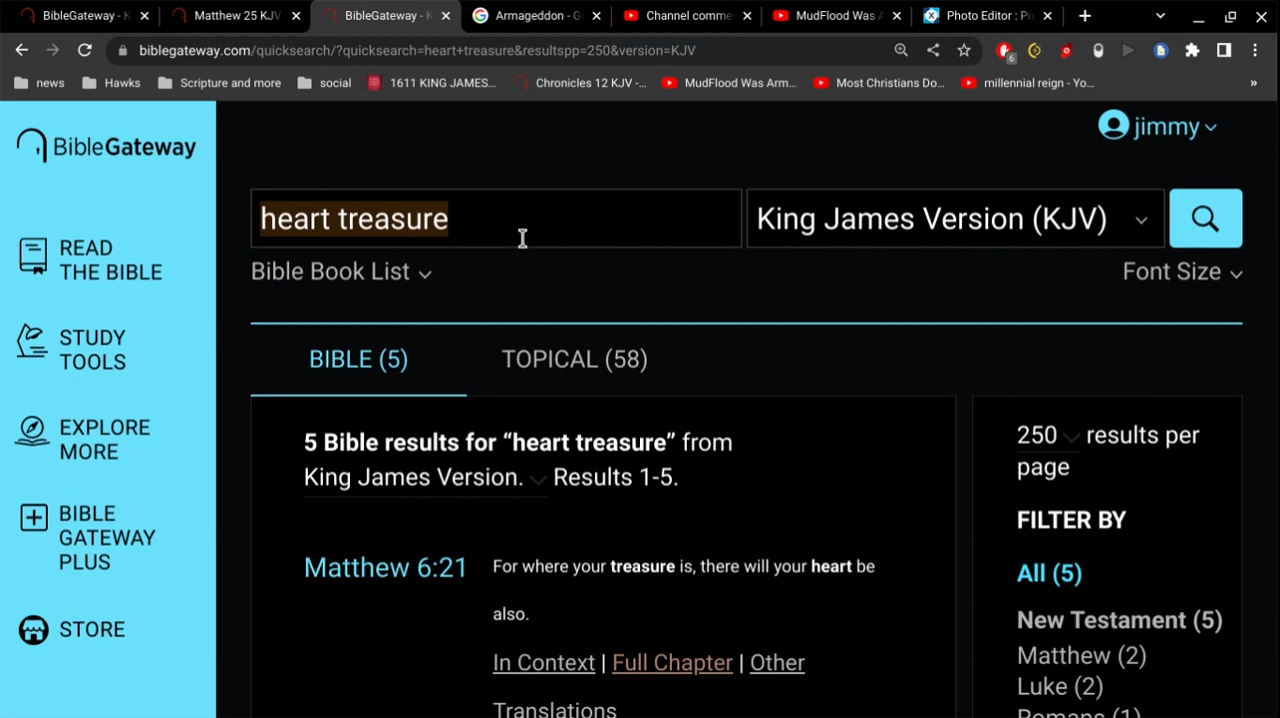 BibleGateway - K
Matthew 25 KJV
BibleGateway - K
Armageddon - G
Channel comme
MudFlood Was A
Photo Editor : Pi
biblegateway.com/quicksearch/?quicksearch=heart+treasure&resultspp=250&version=KJV
6
news
Hawks
Scripture and more
social
1611 KING JAMES...
Chronicles 12 KJV -...
MudFlood Was Arm...
Most Christians Do...
millennial reign - Yo...
»
BibleGateway
jimmy
heart treasure
King James Version (KJV)
Bible Book List
Font Size
READ
THE BIBLE
STUDY
TOOLS
EXPLORE
MORE
BIBLE
GATEWAY
PLUS
STORE
BIBLE (5)
TOPICAL (58)
5 Bible results for “heart treasure” from
King James Version. Results 1-5.
Matthew 6:21
For where your treasure is, there will your heart be
also.
In Context | Full Chapter | Other
Translations
250 results per
page
FILTER BY
All (5)
New Testament (5)
Matthew (2)
Luke (2)
Romans (1)